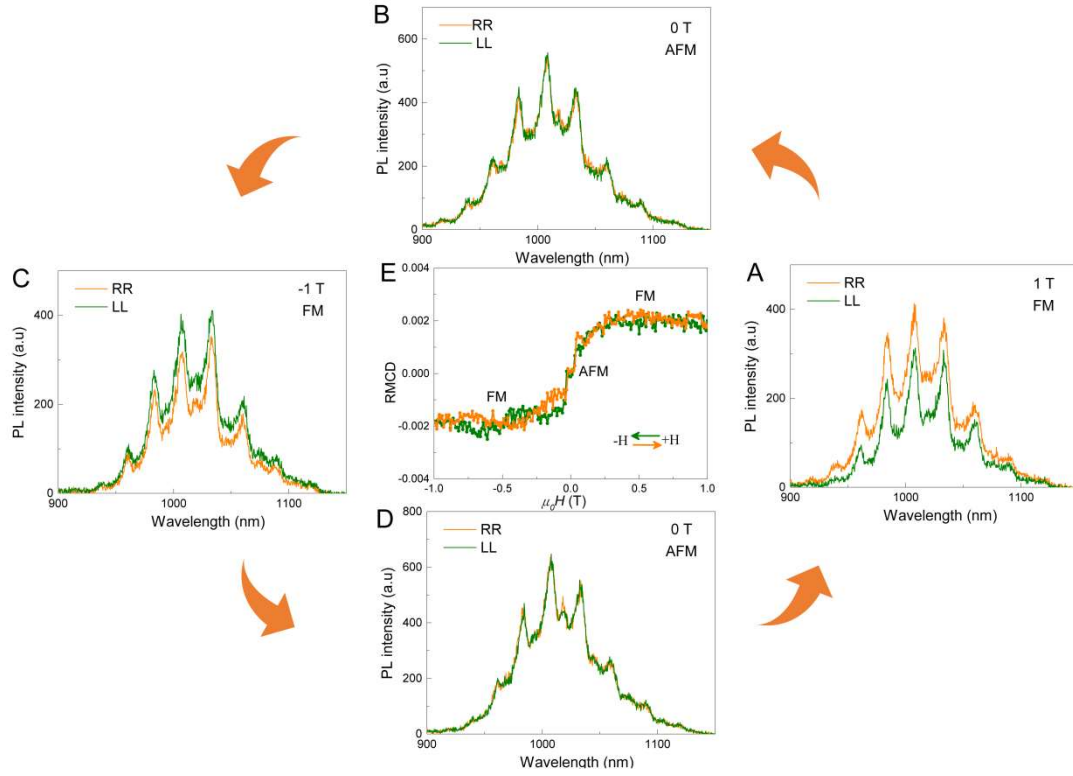 B
RR
LL
0 T
AFM
600
400
200
0
PL intensity (a.u)
900
1000
1100
Wavelength (nm)
C
RR
LL
-1 T
FM
400
200
0
PL intensity (a.u)
900
1000
1100
Wavelength (nm)
E
0.004
0.002
0.000
-0.002
-0.004
RMCD
FM
AFM
FM
-H
+H
-1.0
-0.5
0.0
0.5
1.0
μ0H (T)
A
RR
LL
1 T
FM
400
200
0
PL intensity (a.u)
900
1000
1100
Wavelength (nm)
D
RR
LL
0 T
AFM
800
600
400
200
0
PL intensity (a.u)
900
1000
1100
Wavelength (nm)